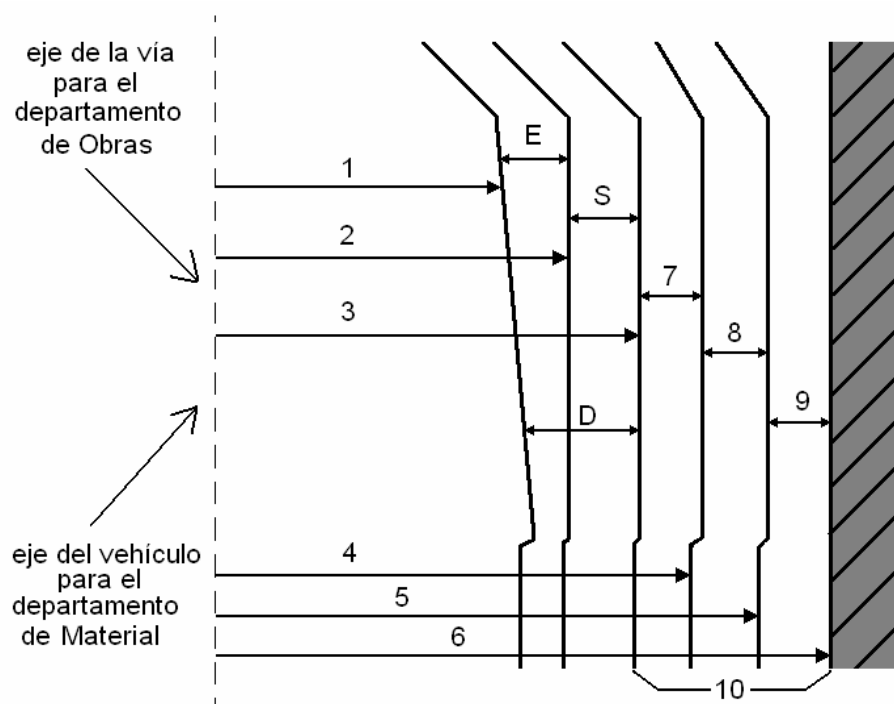 eje de la vía
para el
departamento
de Obras
E
1
S
2
7
3
8
9
D
eje del vehículo
para el
departamento
de Material
4
5
6
10